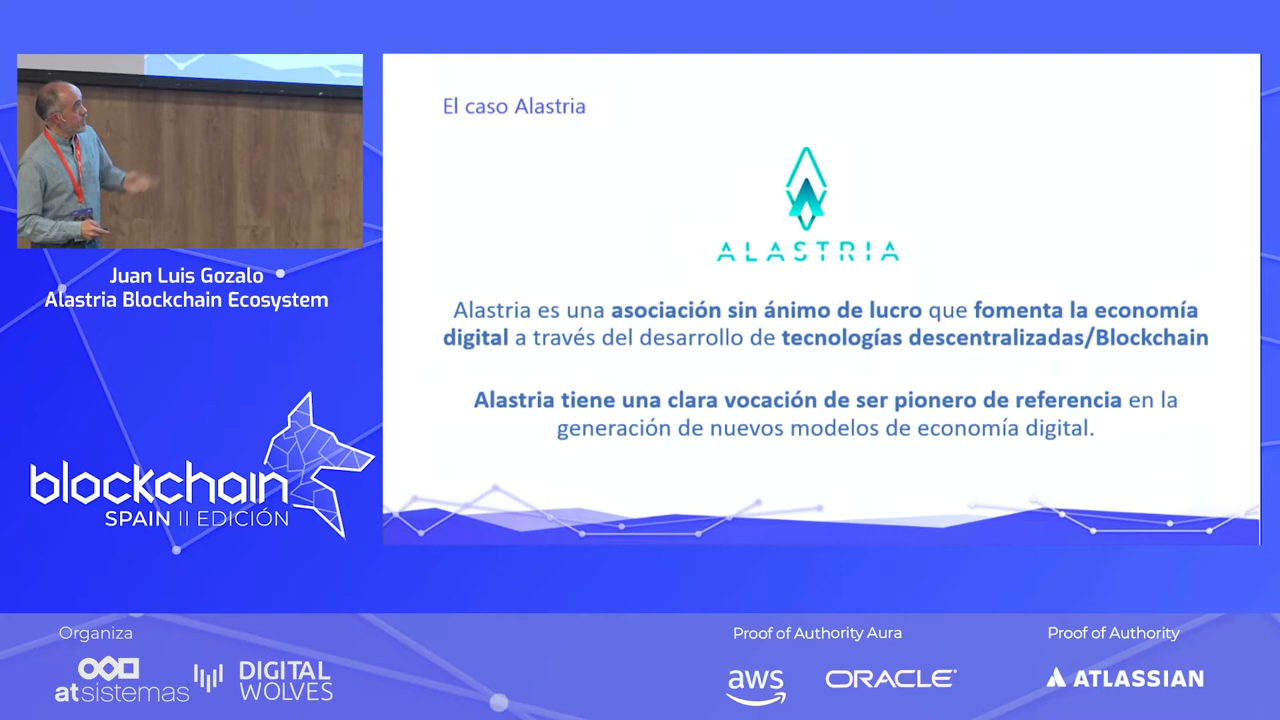 El caso Alastria
ALASTRIA
Alastria es una asociación sin ánimo de lucro que fomenta la economía
digital a través del desarrollo de tecnologías descentralizadas/Blockchain
Alastria tiene una clara vocación de ser pionero de referencia en la
generación de nuevos modelos de economía digital.
Juan Luis Gozalo
Alastria Blockchain Ecosystem
blockchain
SPAIN II EDICIÓN
Organiza
atsistemas
DIGITAL
WOLVES
Proof of Authority Aura
aws
ORACLE
Proof of Authority
ATLASSIAN